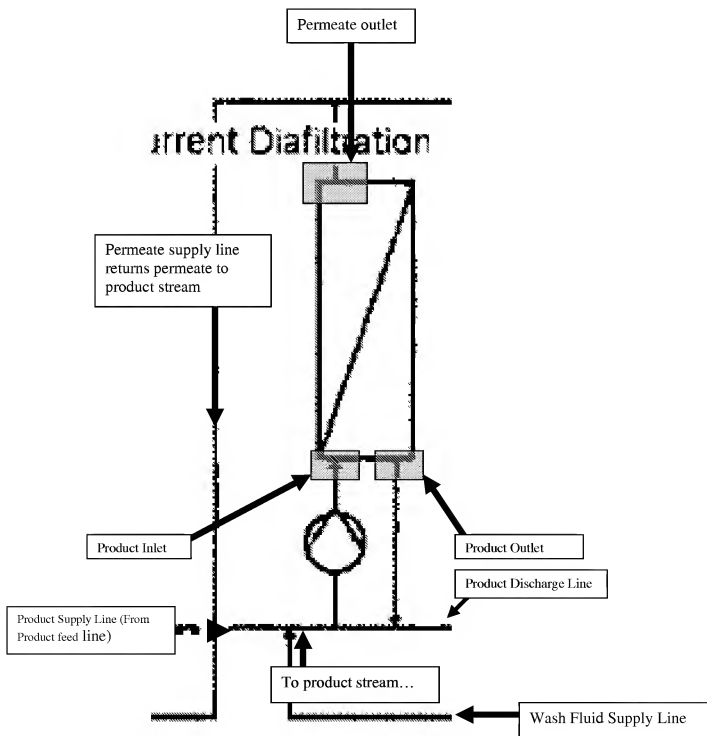 Permeate outlet
urrent Diafiltration
Permeate supply line
returns permeate to
product stream
Product Inlet
Product Outlet
Product Discharge Line
Product Supply Line (From
Product feed line)
To product stream…
Wash Fluid Supply Line